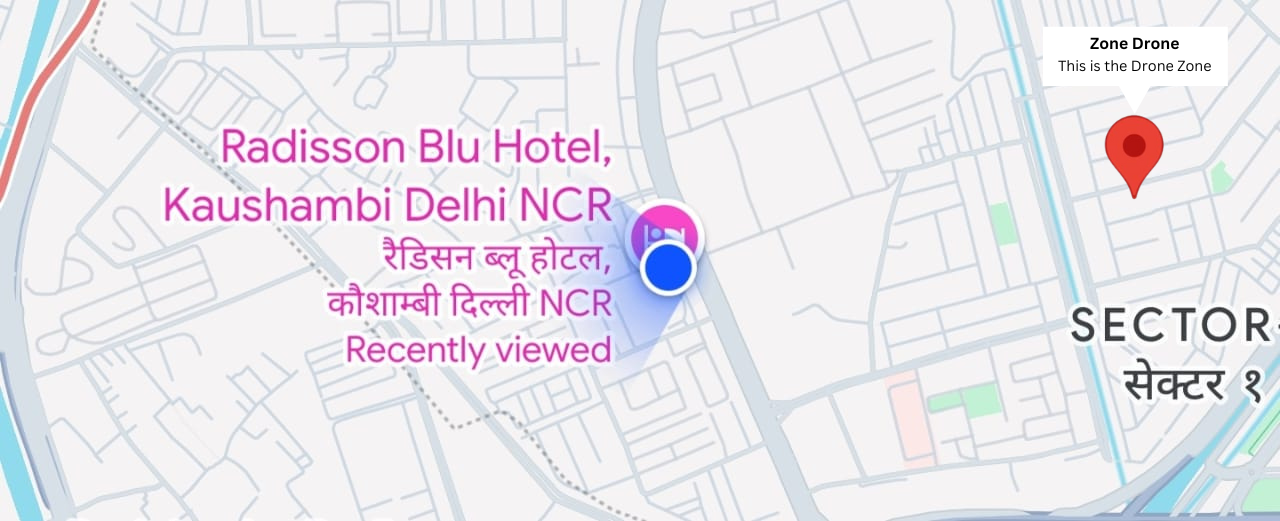 Zone Drone
This is the Drone Zone
Radisson Blu Hotel,
Kaushambi Delhi NCR
रैडिसन ब्लू होटल,
कौशाम्बी दिल्ली NCR
Recently viewed
SECTOR-
सेक्टर १